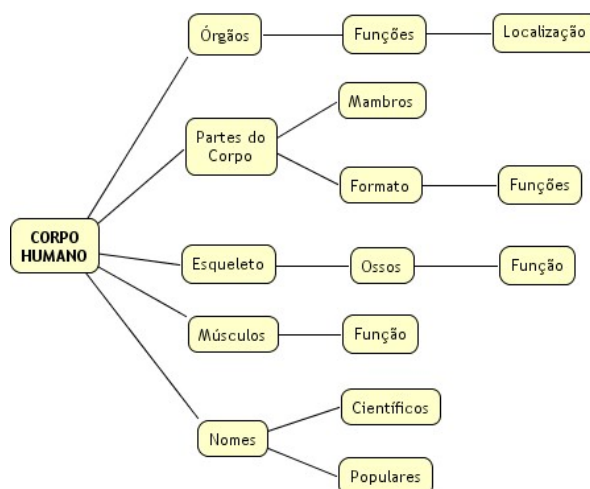 Órgãos
Funções
Localização
Mambros
Partes do
Corpo
Formato
Funções
CORPO
HUMANO
Esqueleto
Ossos
Função
Músculos
Função
Científicos
Nomes
Populares